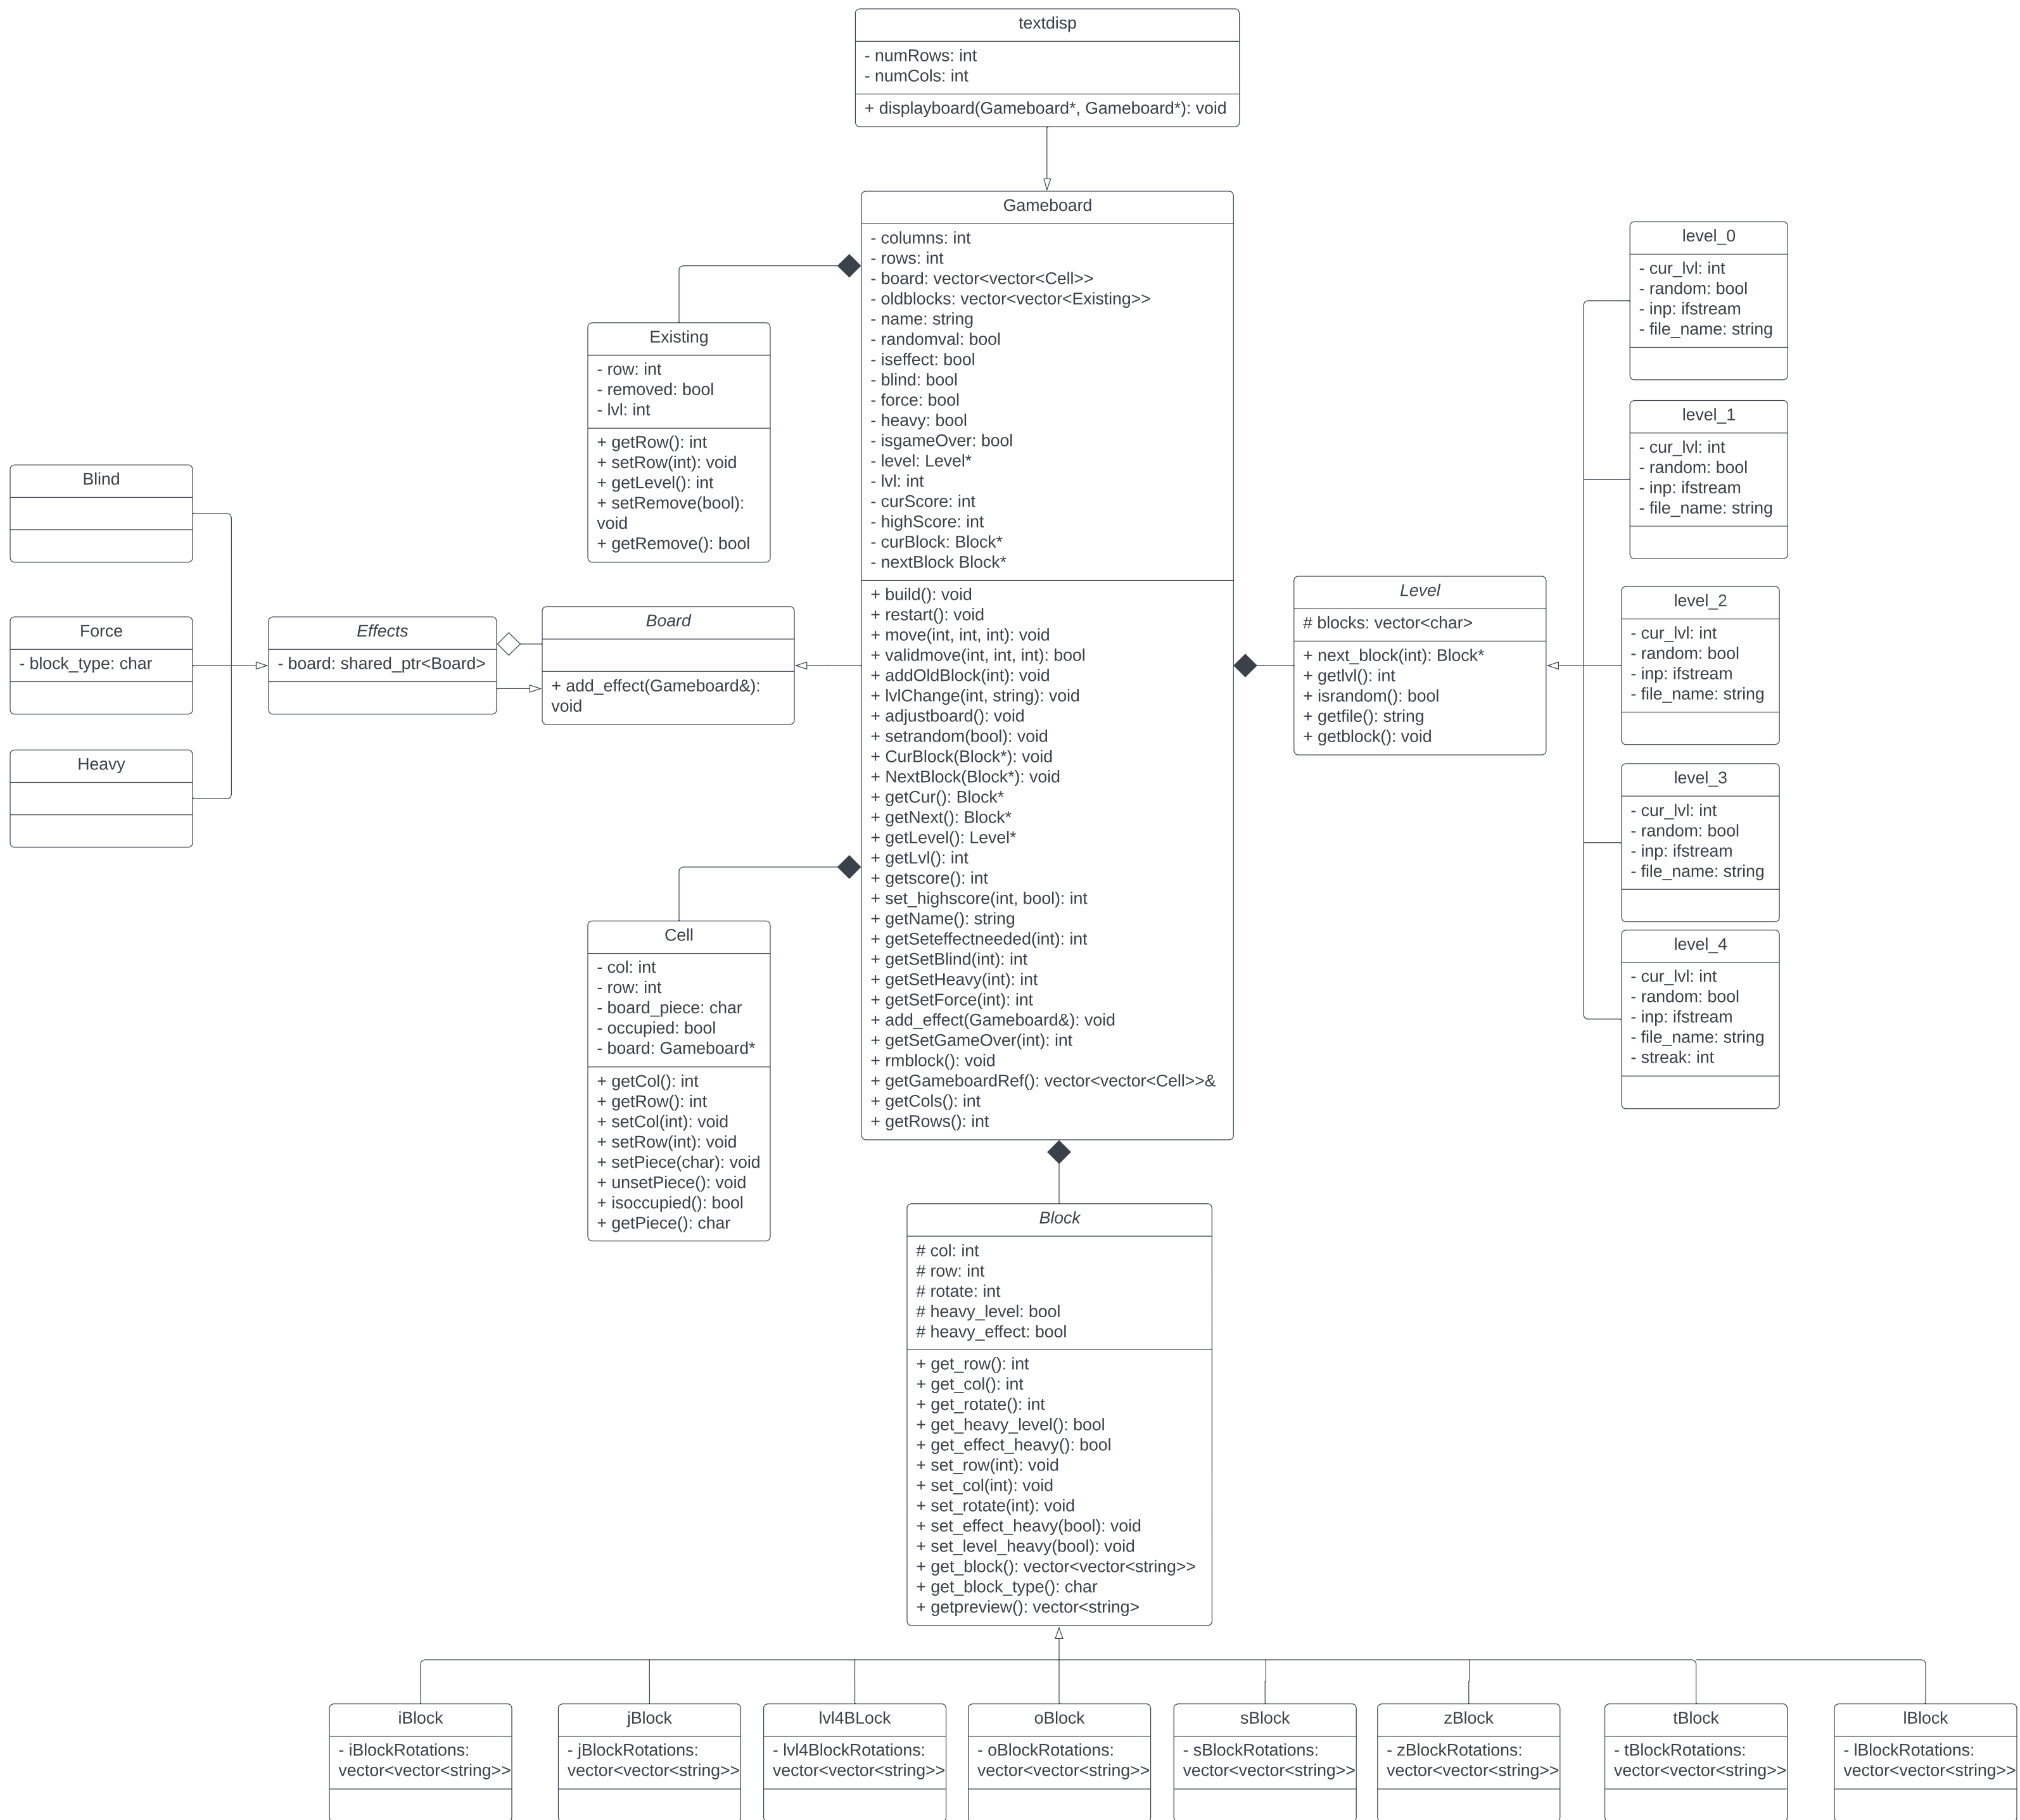 textdisp
- numRows: int
- numCols: int
+ displayboard(Gameboard*, Gameboard*): void
Gameboard
- columns: int
- rows: int
- board: vector<vector<Cell>>
- oldblocks: vector<vector<Existing>>
- name: string
- randomval: bool
- iseffect: bool
- blind: bool
- force: bool
- heavy: bool
- isgameOver: bool
- level: Level*
- lvl: int
- curScore: int
- highScore: int
- curBlock: Block*
- nextBlock Block*
+ build(): void
+ restart(): void
+ move(int, int, int): void
+ validmove(int, int, int): bool
+ addOldBlock(int): void
+ lvlChange(int, string): void
+ adjustboard(): void
+ setrandom(bool): void
+ CurBlock(Block*): void
+ NextBlock(Block*): void
+ getCur(): Block*
+ getNext(): Block*
+ getLevel(): Level*
+ getLvl(): int
+ getscore(): int
+ set_highscore(int, bool): int
+ getName(): string
+ getSeteffectneeded(int): int
+ getSetBlind(int): int
+ getSetHeavy(int): int
+ getSetForce(int): int
+ add_effect(Gameboard&): void
+ getSetGameOver(int): int
+ rmblock(): void
+ getGameboardRef(): vector<vector<Cell>>&
+ getCols(): int
+ getRows(): int
Existing
- row: int
- removed: bool
- lvl: int
+ getRow(): int
+ setRow(int): void
+ getLevel(): int
+ setRemove(bool):
void
+ getRemove(): bool
Blind
Force
- block_type: char
Heavy
Effects
- board: shared_ptr<Board>
Board
+ add_effect(Gameboard&):
void
Cell
- col: int
- row: int
- board_piece: char
- occupied: bool
- board: Gameboard*
+ getCol(): int
+ getRow(): int
+ setCol(int): void
+ setRow(int): void
+ setPiece(char): void
+ unsetPiece(): void
+ isoccupied(): bool
+ getPiece(): char
Level
# blocks: vector<char>
+ next_block(int): Block*
+ getlvl(): int
+ israndom(): bool
+ getfile(): string
+ getblock(): void
level_0
- cur_lvl: int
- random: bool
- inp: ifstream
- file_name: string
level_1
- cur_lvl: int
- random: bool
- inp: ifstream
- file_name: string
level_2
- cur_lvl: int
- random: bool
- inp: ifstream
- file_name: string
level_3
- cur_lvl: int
- random: bool
- inp: ifstream
- file_name: string
level_4
- cur_lvl: int
- random: bool
- inp: ifstream
- file_name: string
- streak: int
Block
# col: int
# row: int
# rotate: int
# heavy_level: bool
# heavy_effect: bool
+ get_row(): int
+ get_col(): int
+ get_rotate(): int
+ get_heavy_level(): bool
+ get_effect_heavy(): bool
+ set_row(int): void
+ set_col(int): void
+ set_rotate(int): void
+ set_effect_heavy(bool): void
+ set_level_heavy(bool): void
+ get_block(): vector<vector<string>>
+ get_block_type(): char
+ getpreview(): vector<string>
iBlock
- iBlockRotations:
vector<vector<string>>
jBlock
- jBlockRotations:
vector<vector<string>>
lvl4BLock
- lvl4BlockRotations:
vector<vector<string>>
oBlock
- oBlockRotations:
vector<vector<string>>
sBlock
- sBlockRotations:
vector<vector<string>>
zBlock
- zBlockRotations:
vector<vector<string>>
tBlock
- tBlockRotations:
vector<vector<string>>
lBlock
- lBlockRotations:
vector<vector<string>>